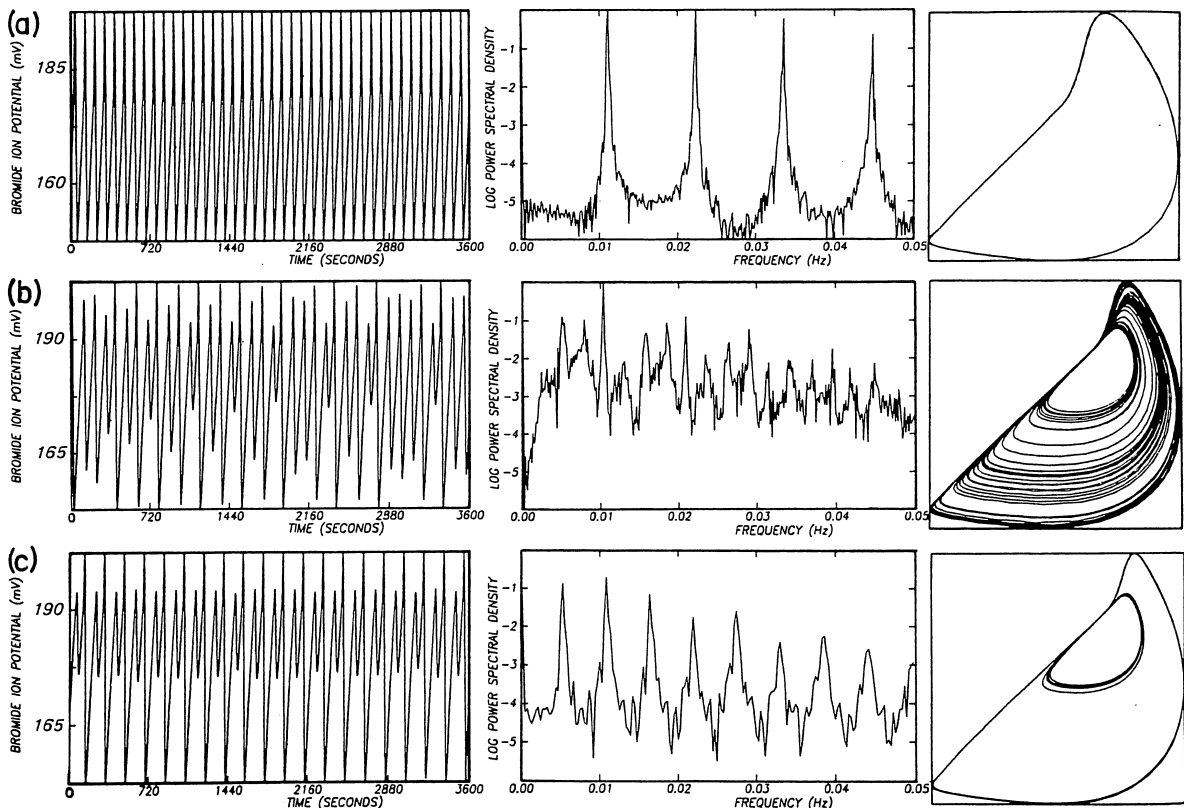 (a)
BROMIDE ION POTENTIAL (mV)
185
160
0 720 1440 2160 2880 3600
TIME (SECONDS)
LOG POWER SPECTRAL DENSITY
-1
-2
-3
-4
-5
0.00 0.01 0.02 0.03 0.04 0.05
FREQUENCY (Hz)
(b)
BROMIDE ION POTENTIAL (mV)
190
165
0 720 1440 2160 2880 3600
TIME (SECONDS)
LOG POWER SPECTRAL DENSITY
-1
-2
-3
-4
-5
0.00 0.01 0.02 0.03 0.04 0.05
FREQUENCY (Hz)
(c)
BROMIDE ION POTENTIAL (mV)
190
165
0 720 1440 2160 2880 3600
TIME (SECONDS)
LOG POWER SPECTRAL DENSITY
-1
-2
-3
-4
-5
0.00 0.01 0.02 0.03 0.04 0.05
FREQUENCY (Hz)